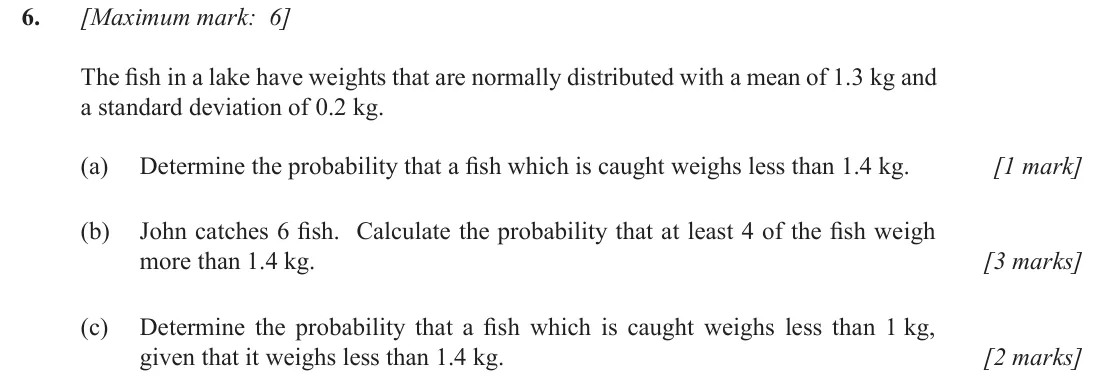 6. [Maximum mark: 6]
The fish in a lake have weights that are normally distributed with a mean of 1.3 kg and
a standard deviation of 0.2 kg.
(a) Determine the probability that a fish which is caught weighs less than 1.4 kg. [1 mark]
(b) John catches 6 fish. Calculate the probability that at least 4 of the fish weigh
more than 1.4 kg. [3 marks]
(c) Determine the probability that a fish which is caught weighs less than 1 kg,
given that it weighs less than 1.4 kg. [2 marks]